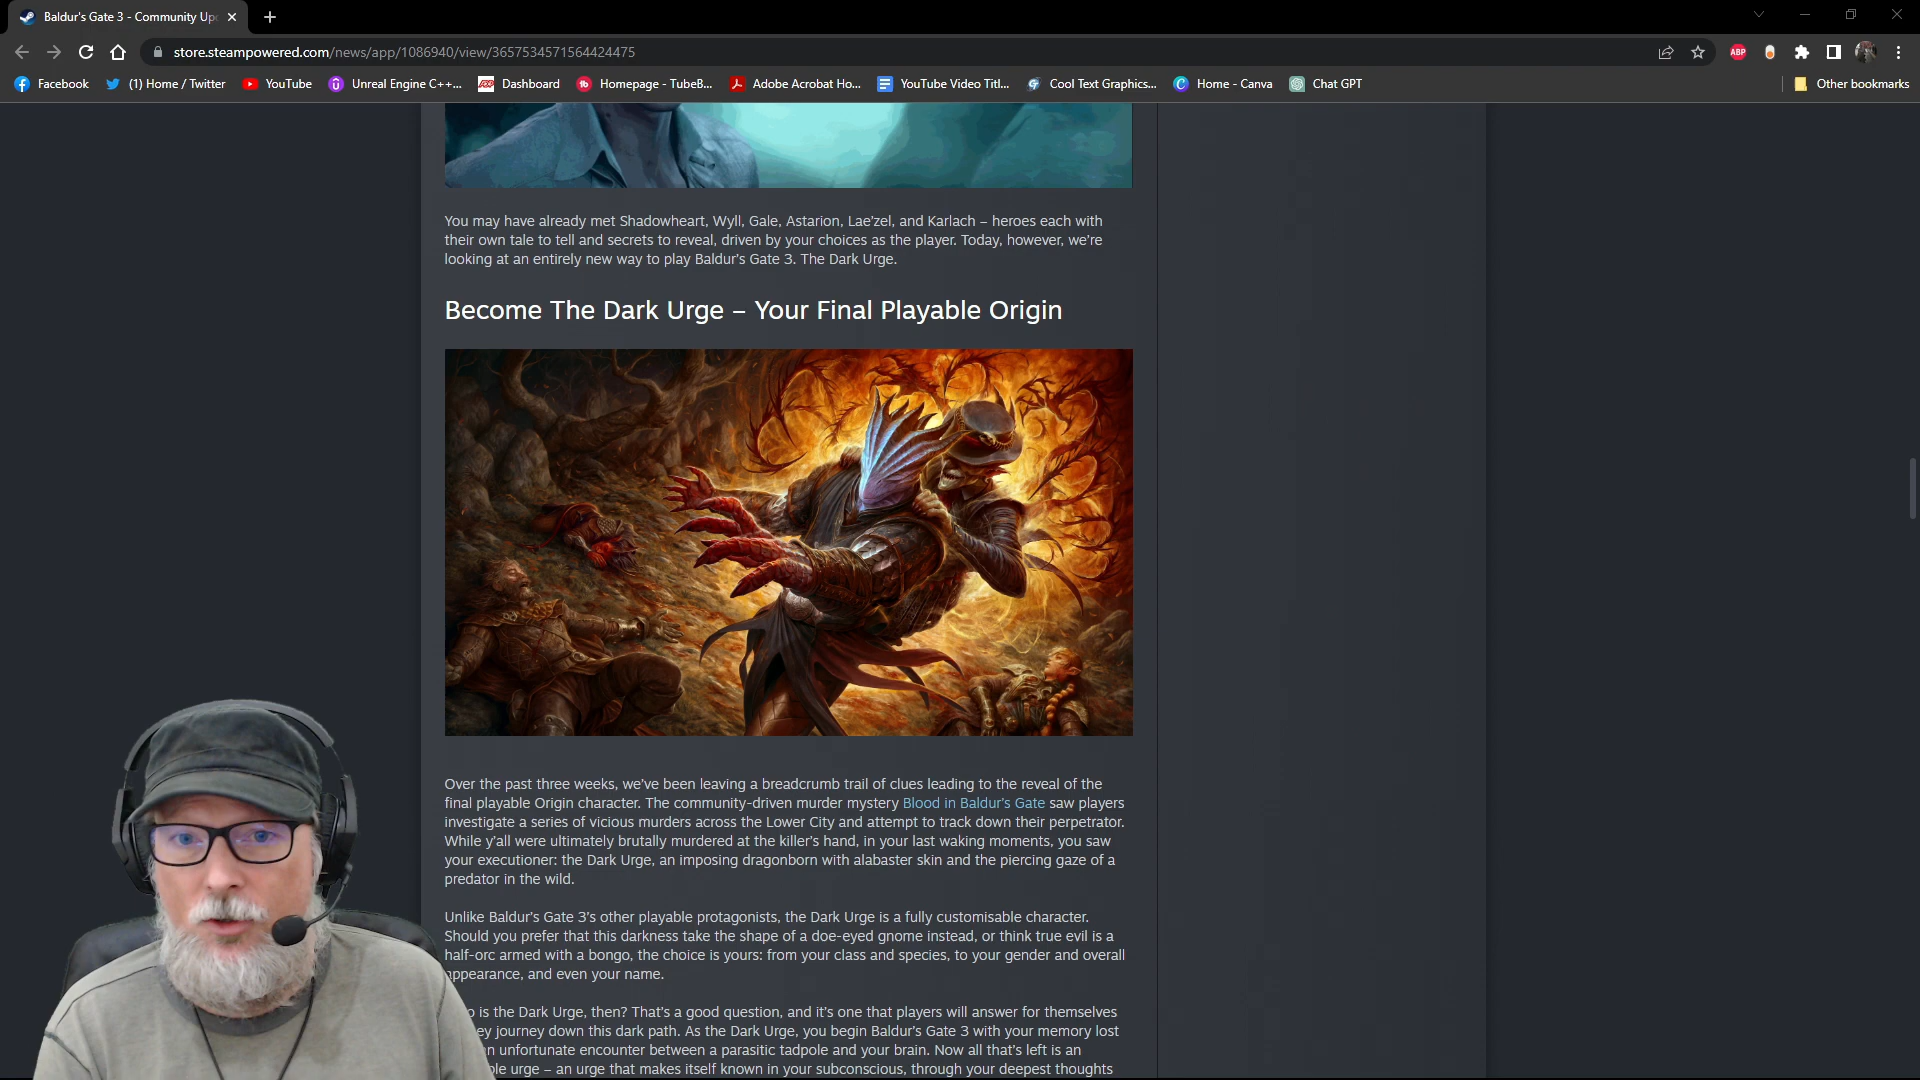 Baldur's Gate 3 - Community Up
store.steampowered.com/news/app/1086940/view/3657534571564424475
ABP
Facebook
(1) Home / Twitter
YouTube
Unreal Engine C++...
Dashboard
Homepage - TubeB...
Adobe Acrobat Ho...
YouTube Video Titl...
Cool Text Graphics...
Home - Canva
Chat GPT
Other bookmarks
You may have already met Shadowheart, Wyll, Gale, Astarion, Lae'zel, and Karlach – heroes each with
their own tale to tell and secrets to reveal, driven by your choices as the player. Today, however, we're
looking at an entirely new way to play Baldur's Gate 3. The Dark Urge.
Become The Dark Urge – Your Final Playable Origin
Over the past three weeks, we've been leaving a breadcrumb trail of clues leading to the reveal of the
final playable Origin character. The community-driven murder mystery Blood in Baldur's Gate saw players
investigate a series of vicious murders across the Lower City and attempt to track down their perpetrator.
While y'all were ultimately brutally murdered at the killer's hand, in your last waking moments, you saw
your executioner: the Dark Urge, an imposing dragonborn with alabaster skin and the piercing gaze of a
predator in the wild.
Unlike Baldur's Gate 3's other playable protagonists, the Dark Urge is a fully customisable character.
Should you prefer that this darkness take the shape of a doe-eyed gnome instead, or think true evil is a
half-orc armed with a bongo, the choice is yours: from your class and species, to your gender and overall
appearance, and even your name.
is the Dark Urge, then? That's a good question, and it's one that players will answer for themselves
journey down this dark path. As the Dark Urge, you begin Baldur's Gate 3 with your memory lost
unfortunate encounter between a parasitic tadpole and your brain. Now all that's left is an
urge – an urge that makes itself known in your subconscious, through your deepest thoughts